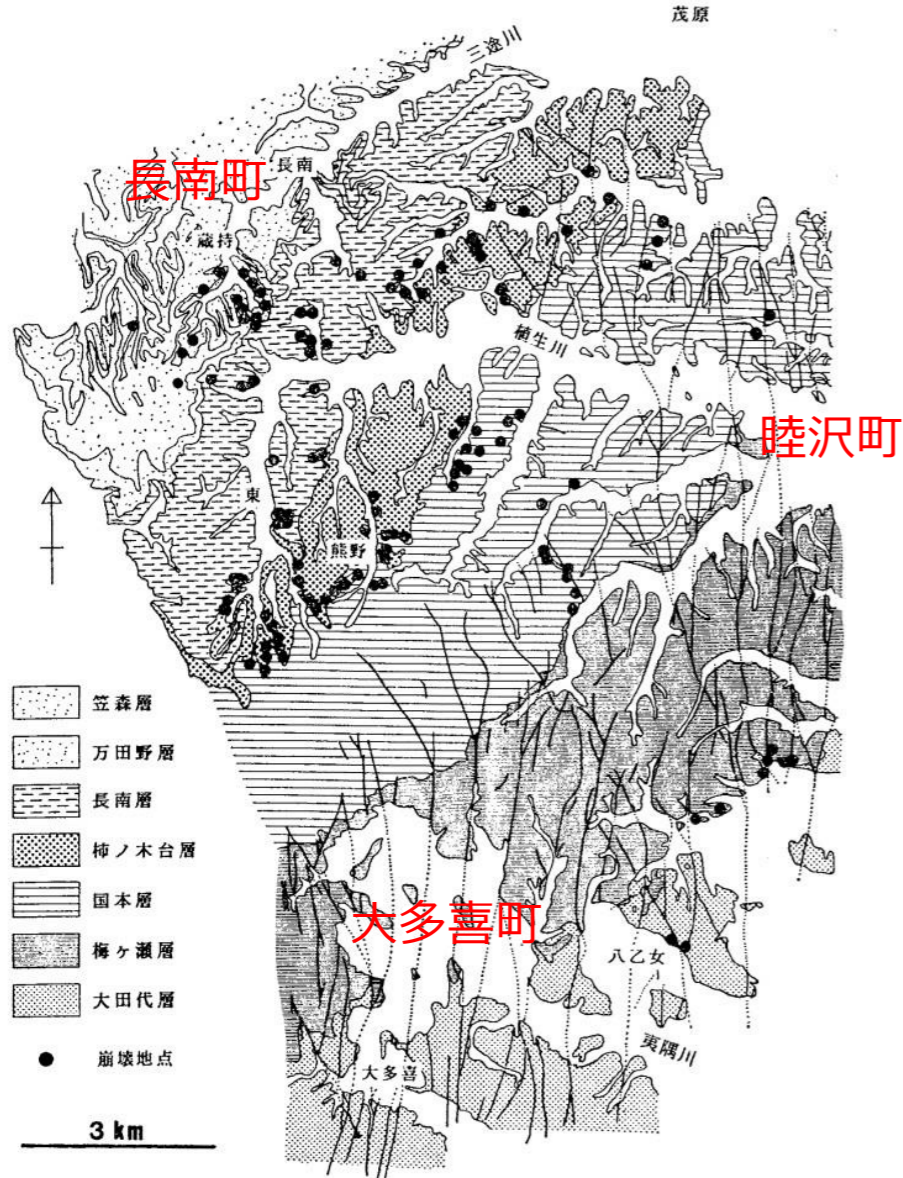 茂原
三途川
長南
長南町
蔵持
植生川
睦沢町
東
熊野
笠森層
万田野層
長南層
柿ノ木台層
国本層
梅ヶ瀬層
大田代層
崩壊地点
3 km
大多喜町
八乙女
夷隅川
大多喜